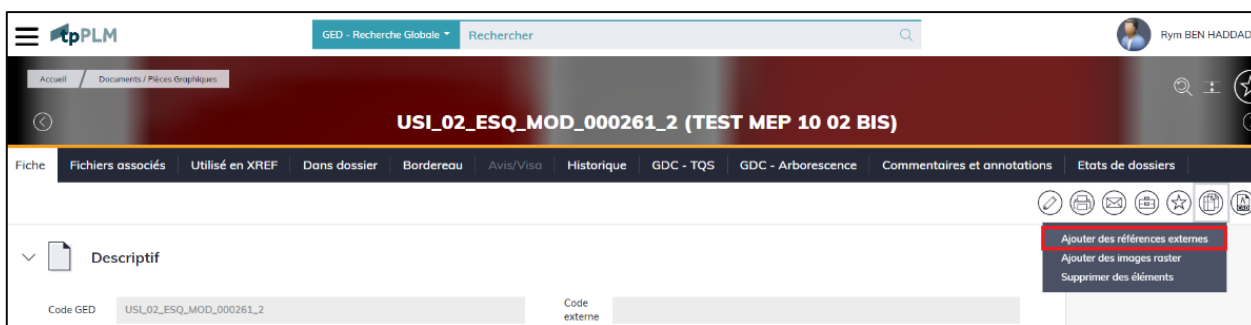 tpPLM
GED - Recherche Globale
Rechercher
Rym BEN HADDAD
Accueil / Documents / Pièces Graphiques
USI_02_ESQ_MOD_000261_2 (TEST MEP 10 02 BIS)
Fiche Fichiers associés Utilisé en XREF Dans dossier Bordereau Avis/Visa Historique GDC - TQS GDC - Arborescence Commentaires et annotations Etats de dossiers
Ajouter des références externes
Ajouter des images raster
Supprimer des éléments
Descriptif
Code GED USI_02_ESQ_MOD_000261_2
Code
externe